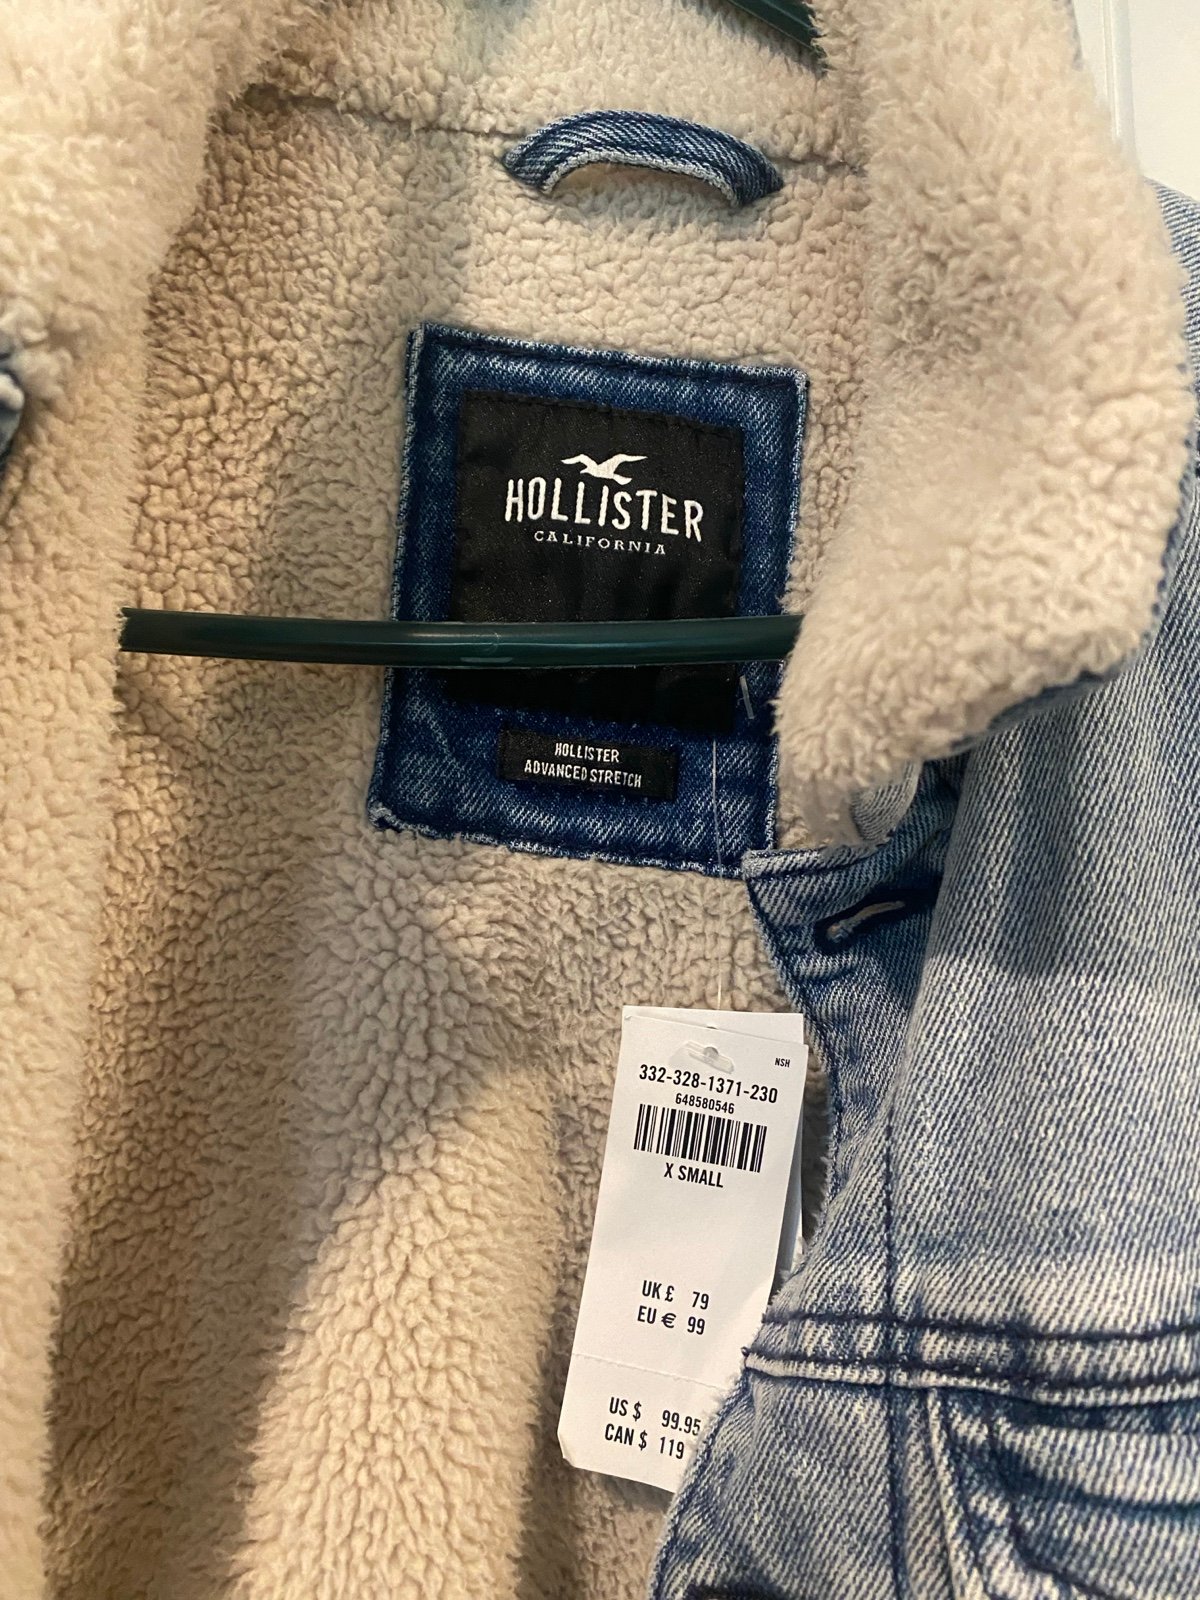 HOLLISTER
CALIFORNIA
HOLLISTER
ADVANCED STRETCH
NSH
332-328-1371-230
648580546
X SMALL
UK £ 79
EU € 99
US $ 99.95
CAN $ 119